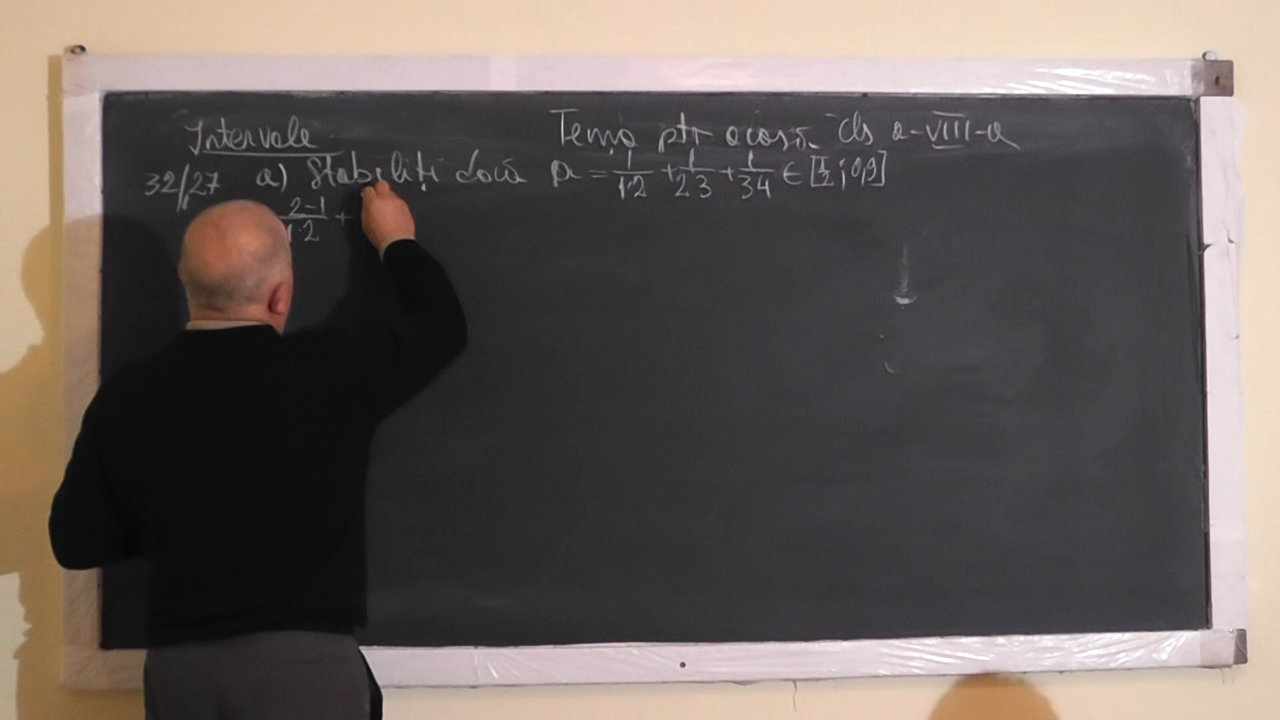 Intervale Temă ptr acasă cls a-VIII-a
32/27 a) Stabiliți dacă a = 1/1·2 + 1/2·3 + 1/3·4 ∈ [1/2; 0,9]
2-1/1·2 +